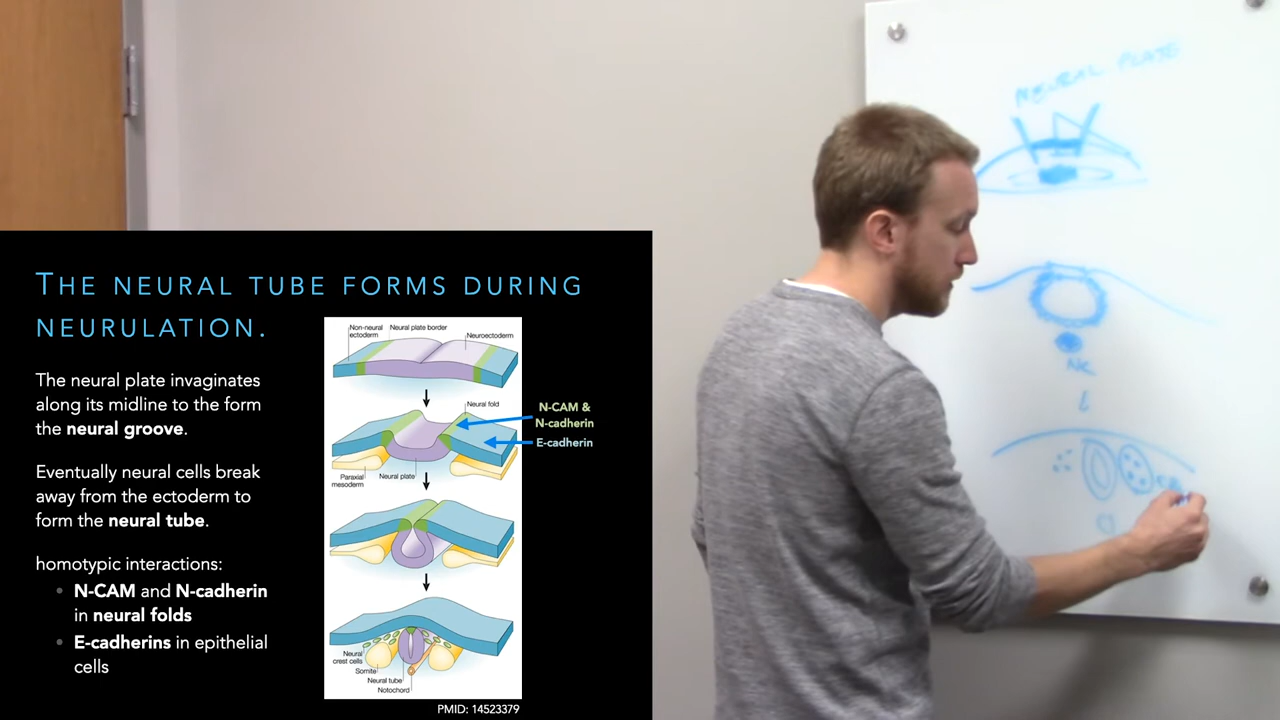 THE NEURAL TUBE FORMS DURING
NEURULATION.
The neural plate invaginates
along its midline to the form
the neural groove.
Eventually neural cells break
away from the ectoderm to
form the neural tube.
homotypic interactions:
• N-CAM and N-cadherin
in neural folds
• E-cadherins in epithelial
cells
Non-neural
ectoderm
Neural plate border
Neuroectoderm
Neural fold
N-CAM &
N-cadherin
E-cadherin
Paraxial
mesoderm
Neural plate
Neural
crest cells
Somite
Neural tube
Notochord
PMID: 14523379
NEURAL PLATE